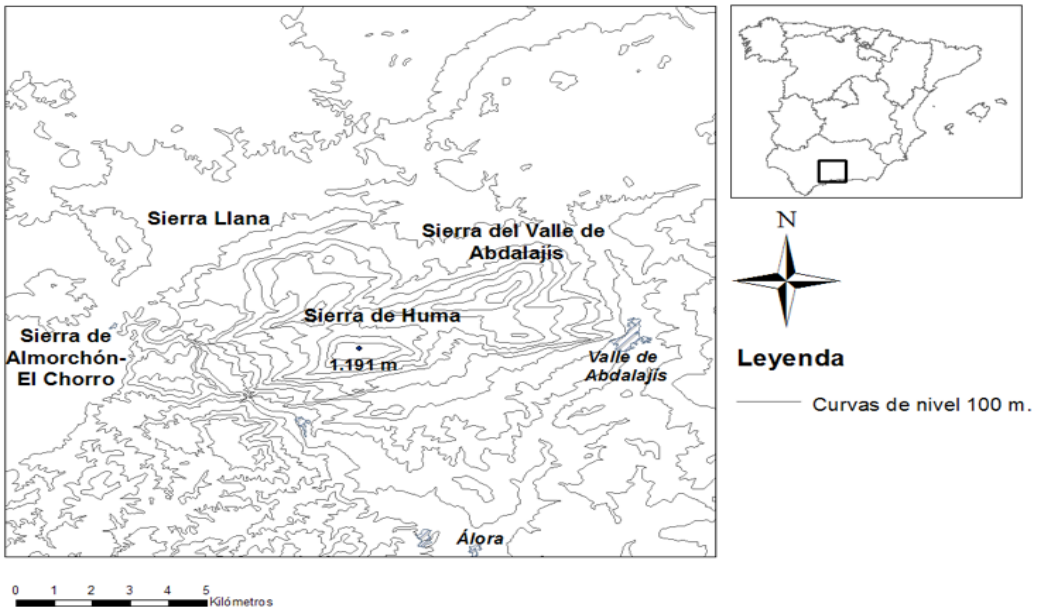 Sierra Llana
Sierra del Valle de
Abdalajís
Sierra de Huma
1.191 m
Sierra de
Almorchón-
El Chorro
Valle de
Abdalajís
Álora
0 1 2 3 4 5
Kilómetros
N
Leyenda
Curvas de nivel 100 m.